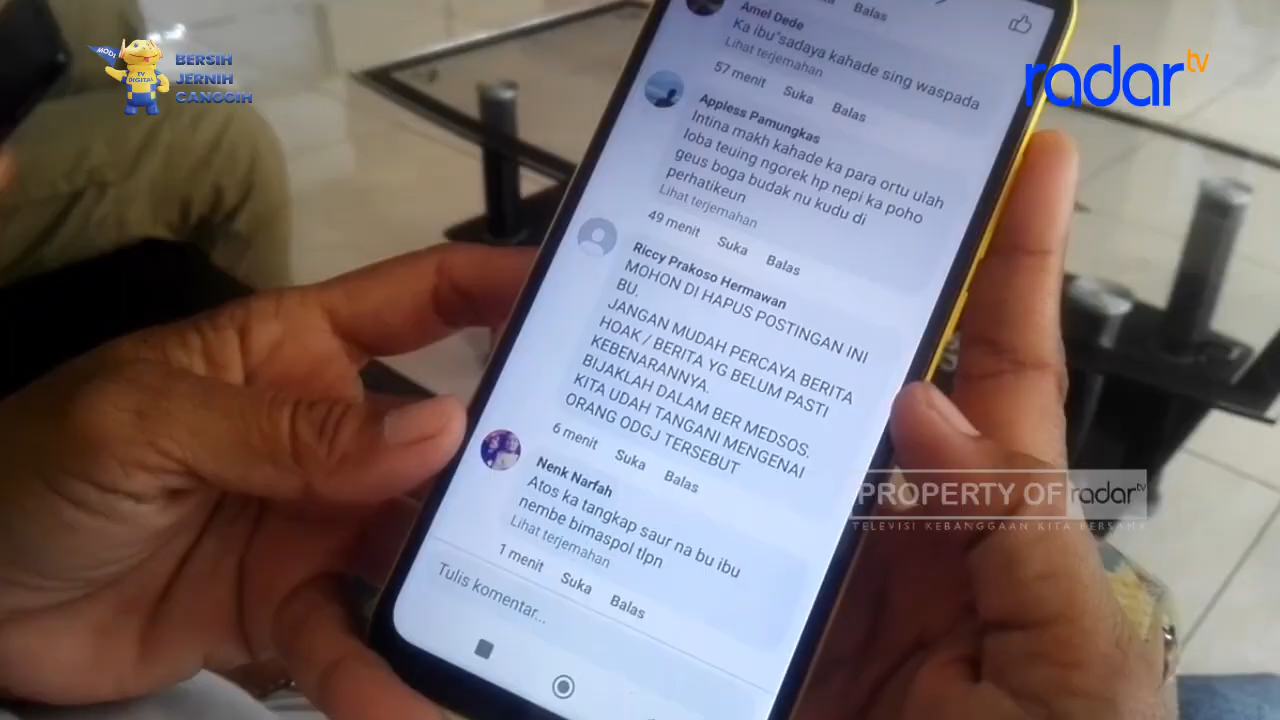 MODI
TV
DIGITAL
BERSIH
JERNIH
CANGGIH
radar tv
Balas
Amel Dede
Ka ibu"sadaya kahade sing waspada
Lihat terjemahan
57 menit Suka Balas
Appless Pamungkas
Intina makh kahade ka para ortu ulah
loba teuing ngorek hp nepi ka poho
geus boga budak nu kudu di
perhatikeun
Lihat terjemahan
49 menit Suka Balas
Riccy Prakoso Hermawan
MOHON DI HAPUS POSTINGAN INI
BU.
JANGAN MUDAH PERCAYA BERITA
HOAK / BERITA YG BELUM PASTI
KEBENARANNYA.
BIJAKLAH DALAM BER MEDSOS.
KITA UDAH TANGANI MENGENAI
ORANG ODGJ TERSEBUT
6 menit Suka Balas
Nenk Narfah
Atos ka tangkap saur na bu ibu
nembe bimaspol tlpn
Lihat terjemahan
1 menit Suka Balas
Tulis komentar...
PROPERTY OF radar tv
TELEVISI KEBANGGAAN KITA BERSAMA